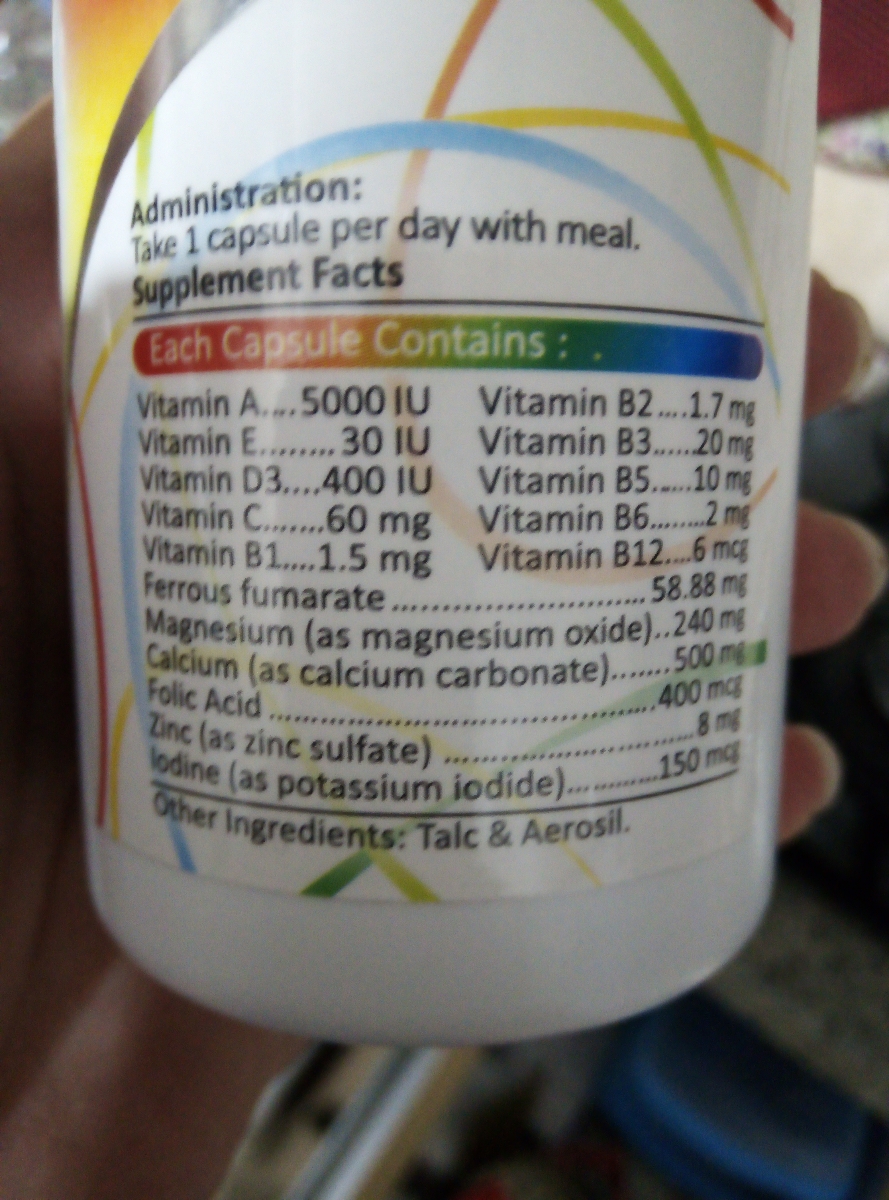 Administration:
Take 1 capsule per day with meal.
Supplement Facts
Each Capsule Contains : .
Vitamin A....5000 IU Vitamin B2....1.7 mg
Vitamin E.........30 IU Vitamin B3......20 mg
Vitamin D3....400 IU Vitamin B5......10 mg
Vitamin C.......60 mg Vitamin B6........2 mg
Vitamin B1.....1.5 mg Vitamin B12....6 mcg
Ferrous fumarate.............................58.88 mg
Magnesium (as magnesium oxide)..240 mg
Calcium (as calcium carbonate).......500 mg
Folic Acid...........................................400 mcg
Zinc (as zinc sulfate) ............................8 mg
Iodine (as potassium iodide)............150 mcg
Other Ingredients: Talc & Aerosil.